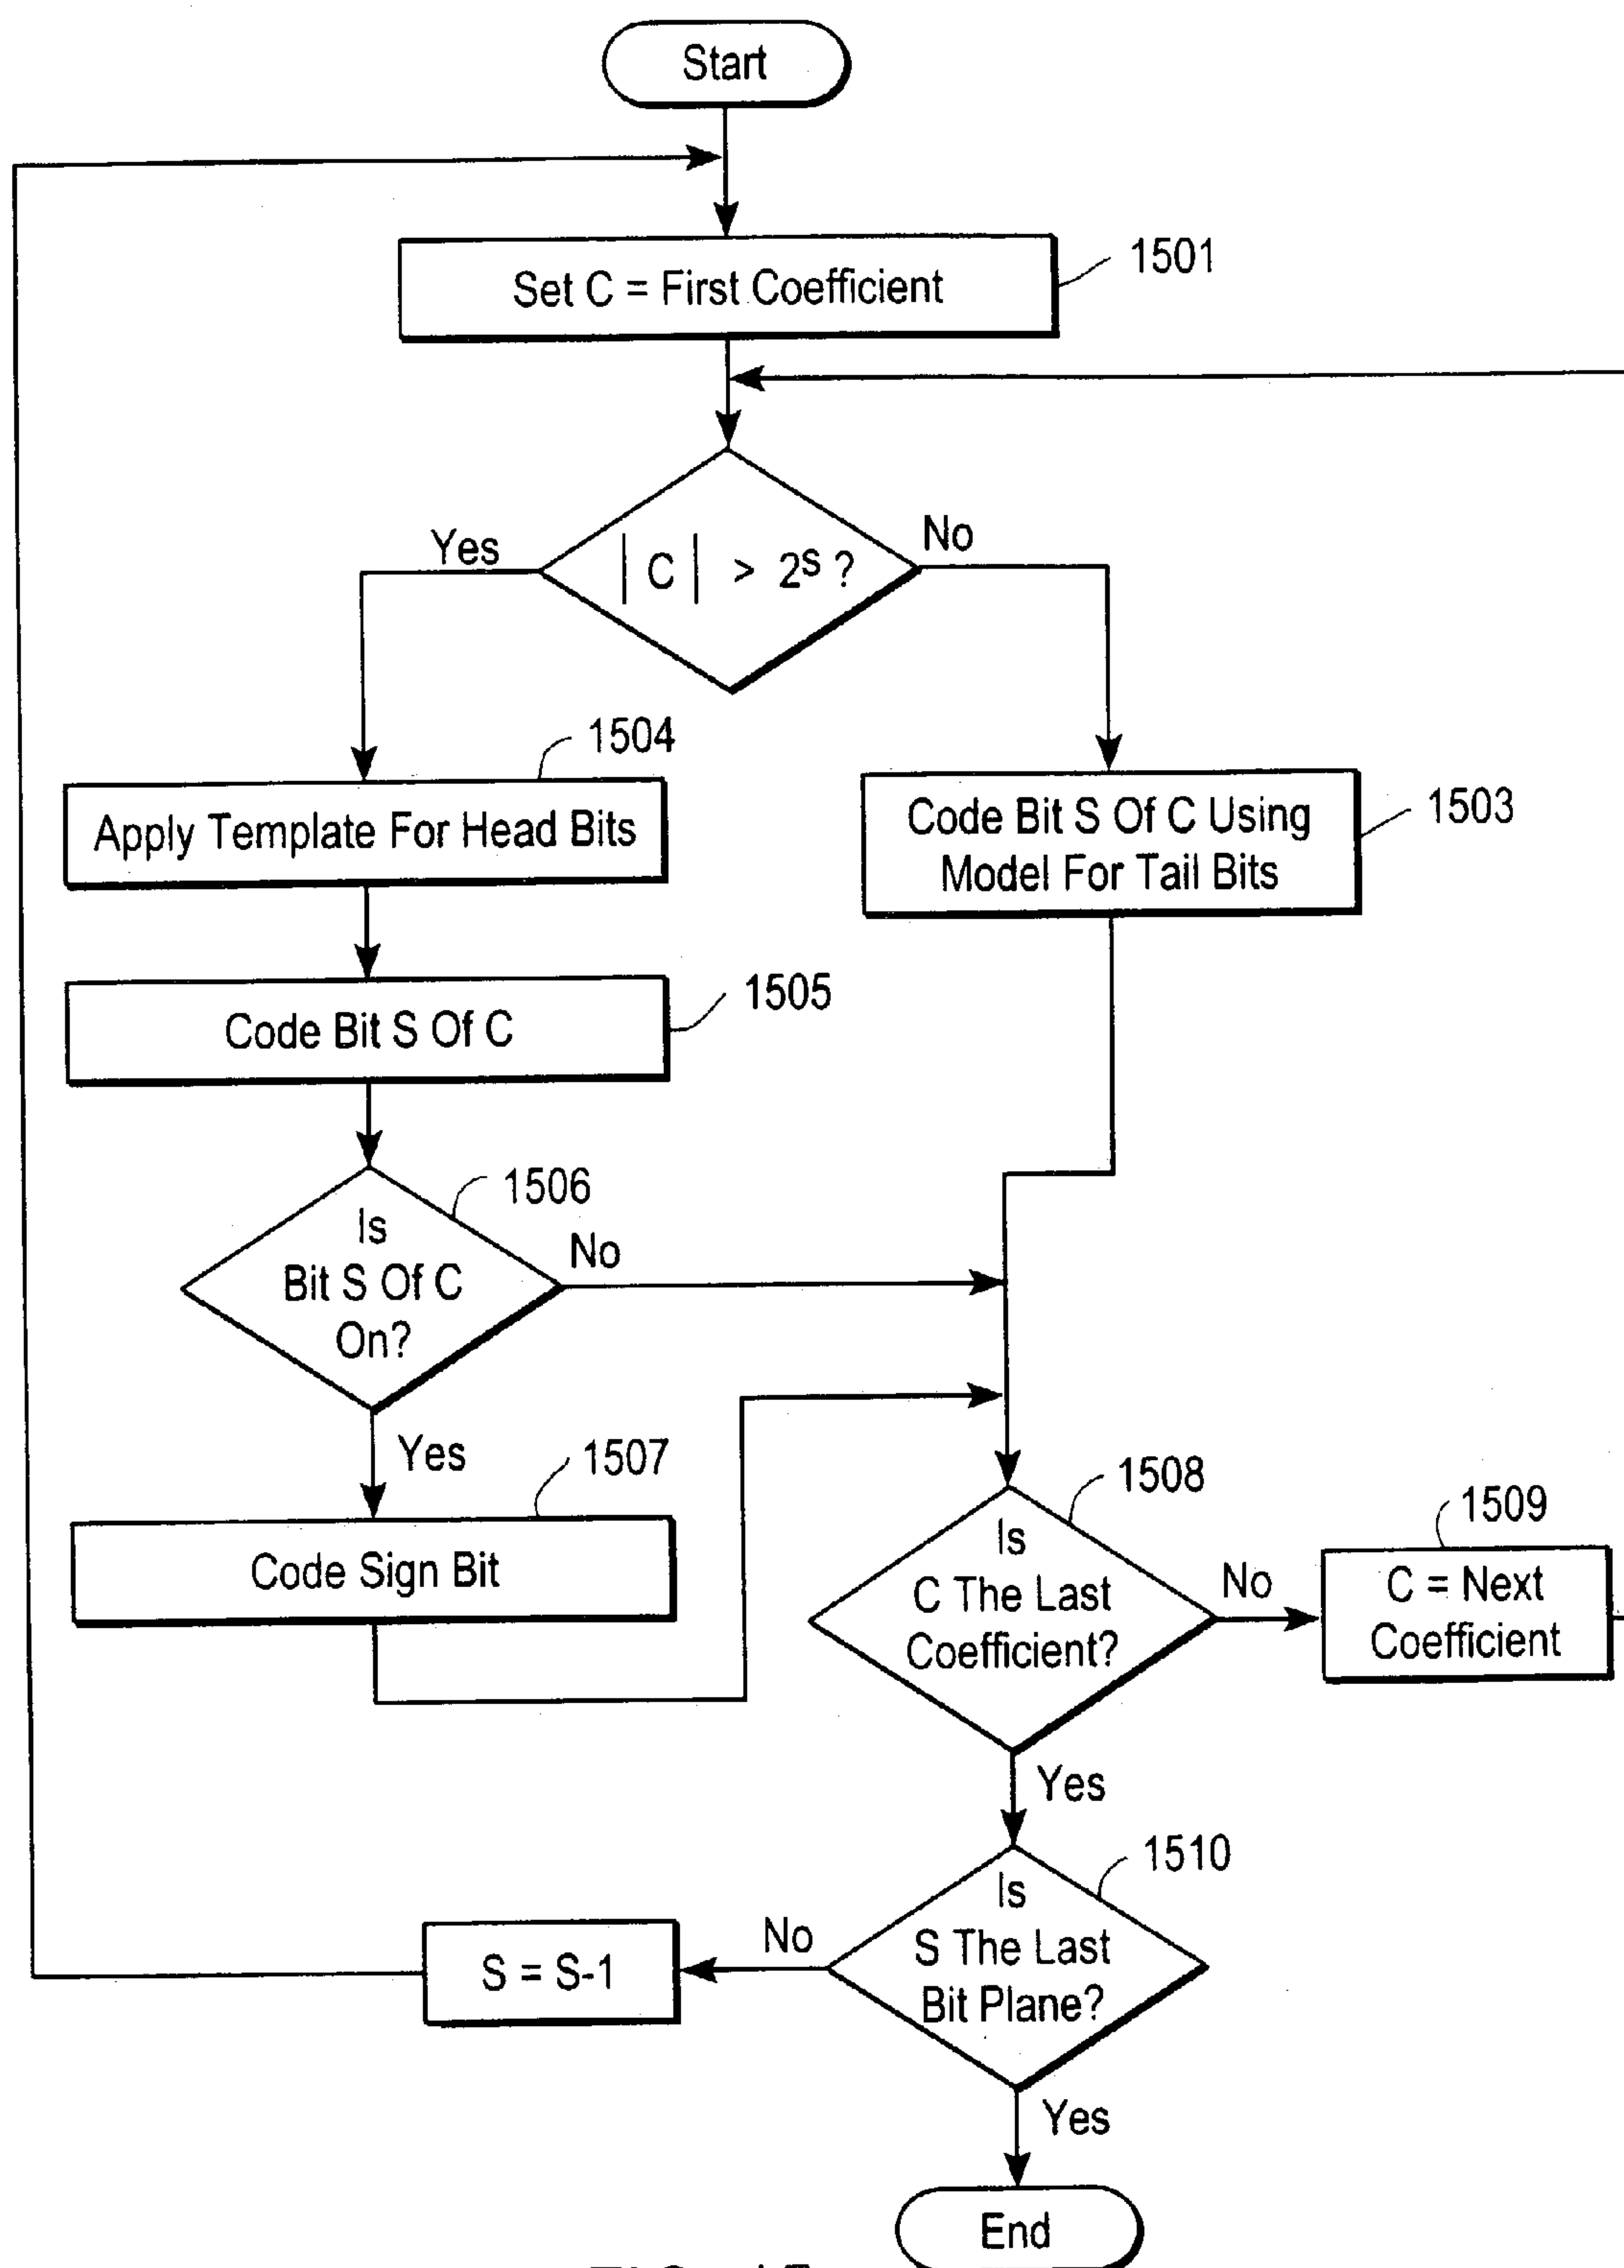 Start
Set C = First Coefficient
1501
| C | > 2S ?
Yes
No
1504
Apply Template For Head Bits
Code Bit S Of C Using
Model For Tail Bits
1503
Code Bit S Of C
1505
1506
Is
Bit S Of C
On?
No
Yes
1507
Code Sign Bit
1508
Is
C The Last
Coefficient?
No
1509
C = Next
Coefficient
Yes
1510
Is
S The Last
Bit Plane?
No
S = S-1
Yes
End